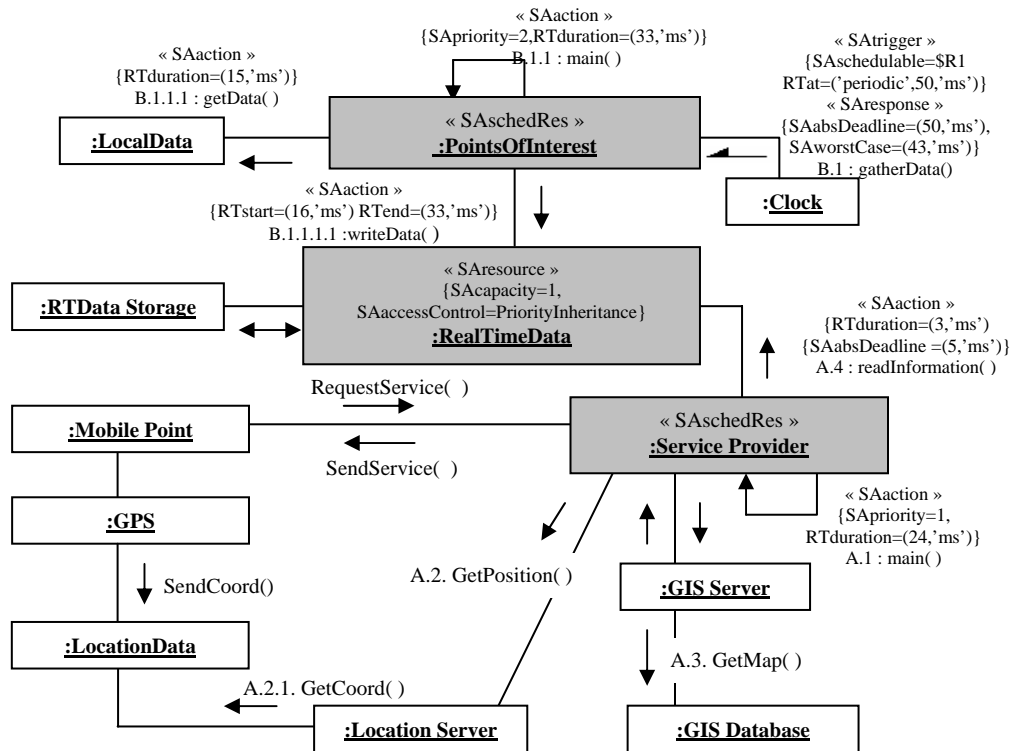 « SAaction »
{SApriority=2,RTduration=(33,’ms’)}
B.1.1 : main( )
« SAaction »
{RTduration=(15,’ms’)}
B.1.1.1 : getData( )
« SAtrigger »
{SAschedulable=$R1
RTat=(’periodic’,50,’ms’)}
« SAresponse »
{SAabsDeadline=(50,’ms’),
SAworstCase=(43,’ms’)}
B.1 : gatherData()
:LocalData
« SAschedRes »
:PointsOfInterest
:Clock
« SAaction »
{RTstart=(16,’ms’) RTend=(33,’ms’)}
B.1.1.1.1 :writeData( )
:RTData Storage
« SAresource »
{SAcapacity=1,
SAaccessControl=PriorityInheritance}
:RealTimeData
« SAaction »
{RTduration=(3,’ms’)
{SAabsDeadline =(5,’ms’)}
A.4 : readInformation( )
RequestService( )
:Mobile Point
SendService( )
« SAschedRes »
:Service Provider
« SAaction »
{SApriority=1,
RTduration=(24,’ms’)}
A.1 : main( )
:GPS
A.2. GetPosition( )
SendCoord()
:GIS Server
:LocationData
A.3. GetMap( )
A.2.1. GetCoord( )
:Location Server
:GIS Database